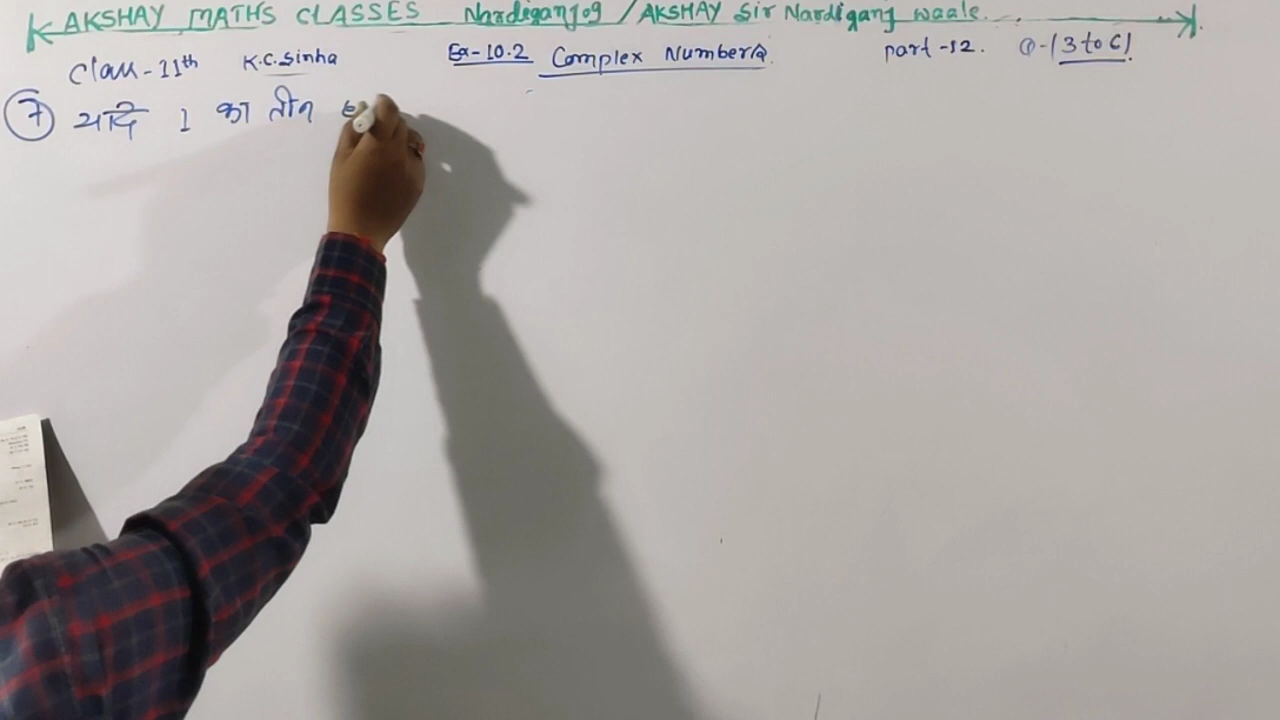 AKSHAY MATHS CLASSES Nardiganj09 / AKSHAY Sir Nardiganj waale.
Class-11th K.C.Sinha Ex-10.2 Complex Numbers part-12. Q-(3 to 6)
7 यदि 1 का तीन